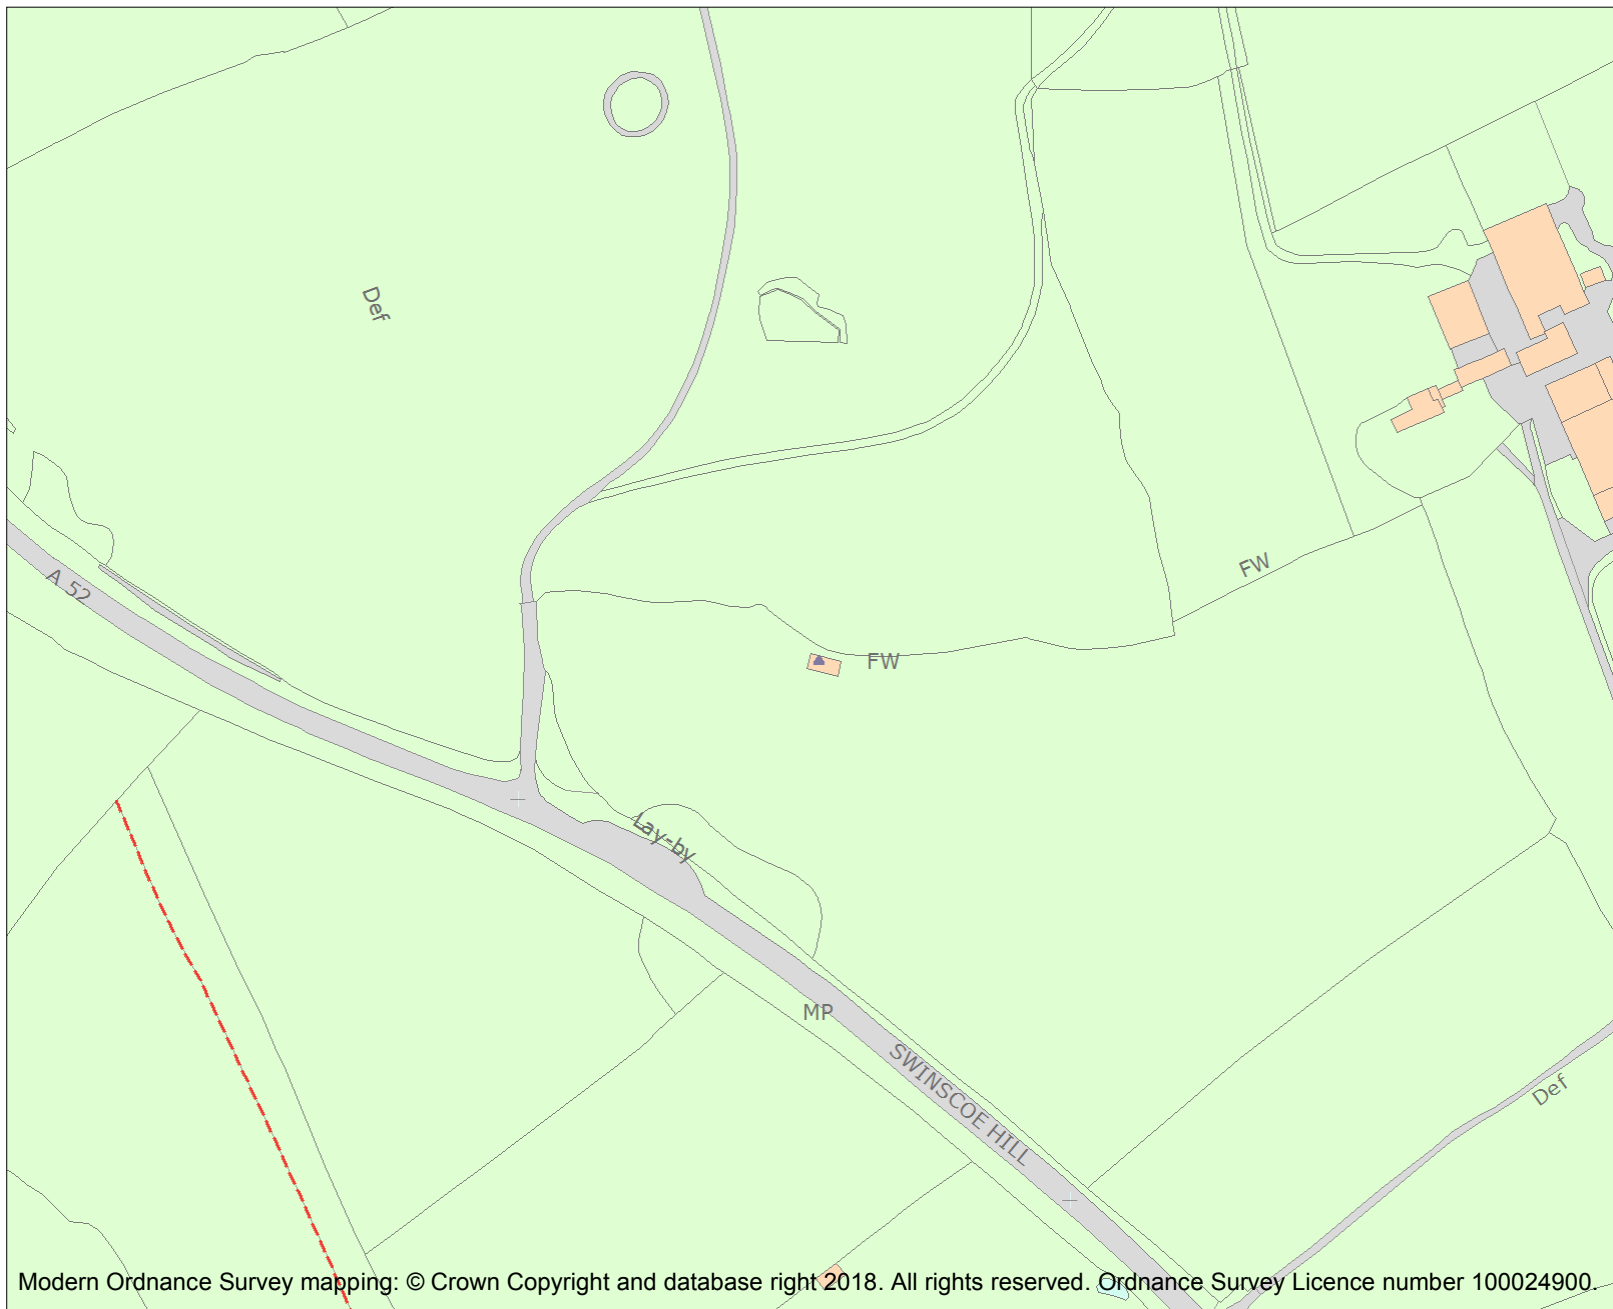 Def
A 52
FW
FW
Lay-by
MP
SWINSCOE HILL
Def
Modern Ordnance Survey mapping: © Crown Copyright and database right 2018. All rights reserved. Ordnance Survey Licence number 100024900.